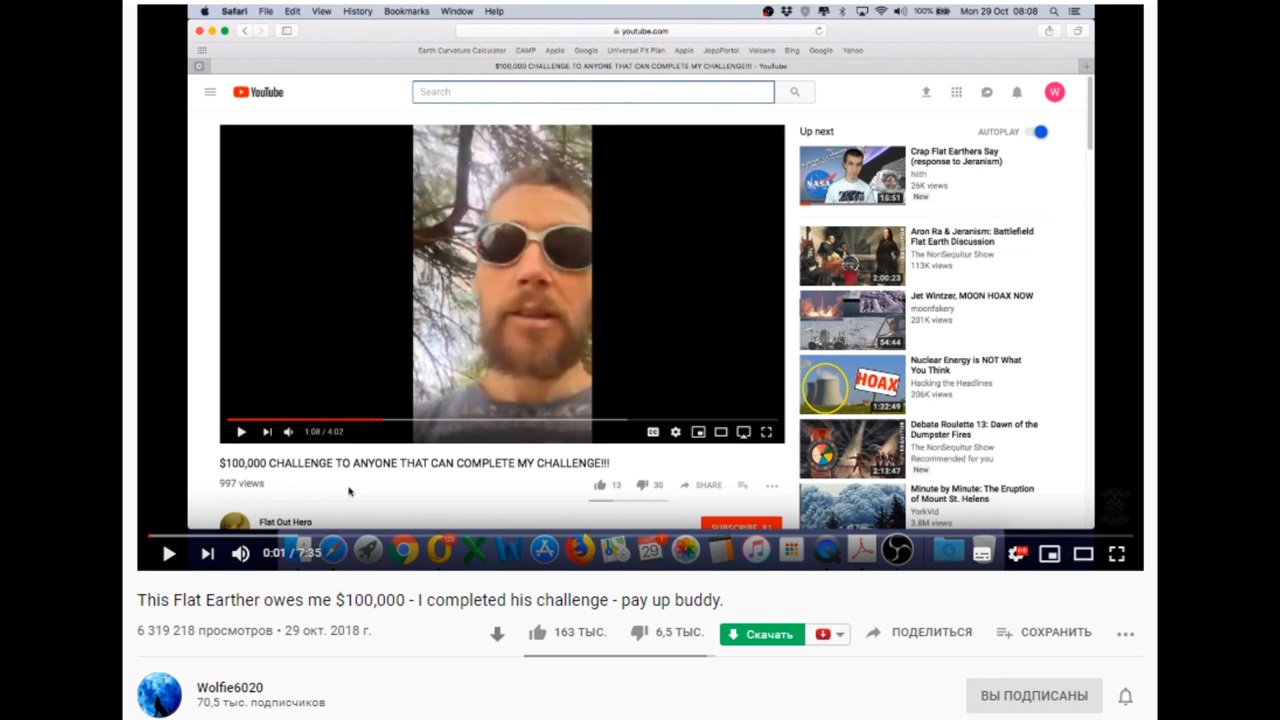 Safari File Edit View History Bookmarks Window Help 100% Mon 29 Oct 08:08
youtube.com
Earth Curvature Calculator CAMP Apple Google Universal Fit Plan Apple JeppPortal Volcano Bing Google Yahoo
$100,000 CHALLENGE TO ANYONE THAT CAN COMPLETE MY CHALLENGE!!! - YouTube
YouTube
Search
W
Up next AUTOPLAY
Crap Flat Earthers Say
(response to Jeranism)
hiith
26K views
New
NASA
15:51
Aron Ra & Jeranism: Battlefield
Flat Earth Discussion
The NonSequitur Show
113K views
2:00:23
Jet Wintzer, MOON HOAX NOW
moonfakery
201K views
54:44
Nuclear Energy is NOT What
You Think
Hacking the Headlines
206K views
HOAX
1:32:49
Debate Roulette 13: Dawn of the
Dumpster Fires
The NonSequitur Show
Recommended for you
New
2:13:47
Minute by Minute: The Eruption
of Mount St. Helens
YorkVid
3.8M views
1:08 / 4:02
$100,000 CHALLENGE TO ANYONE THAT CAN COMPLETE MY CHALLENGE!!!
997 views
13 30 SHARE
Flat Out Hero
SUBSCRIBE 81
0:01 / 7:35
29
HD
This Flat Earther owes me $100,000 - I completed his challenge - pay up buddy.
6 319 218 просмотров • 29 окт. 2018 г.
163 ТЫС. 6,5 ТЫС. Скачать ПОДЕЛИТЬСЯ СОХРАНИТЬ
Wolfie6020
70,5 тыс. подписчиков
ВЫ ПОДПИСАНЫ